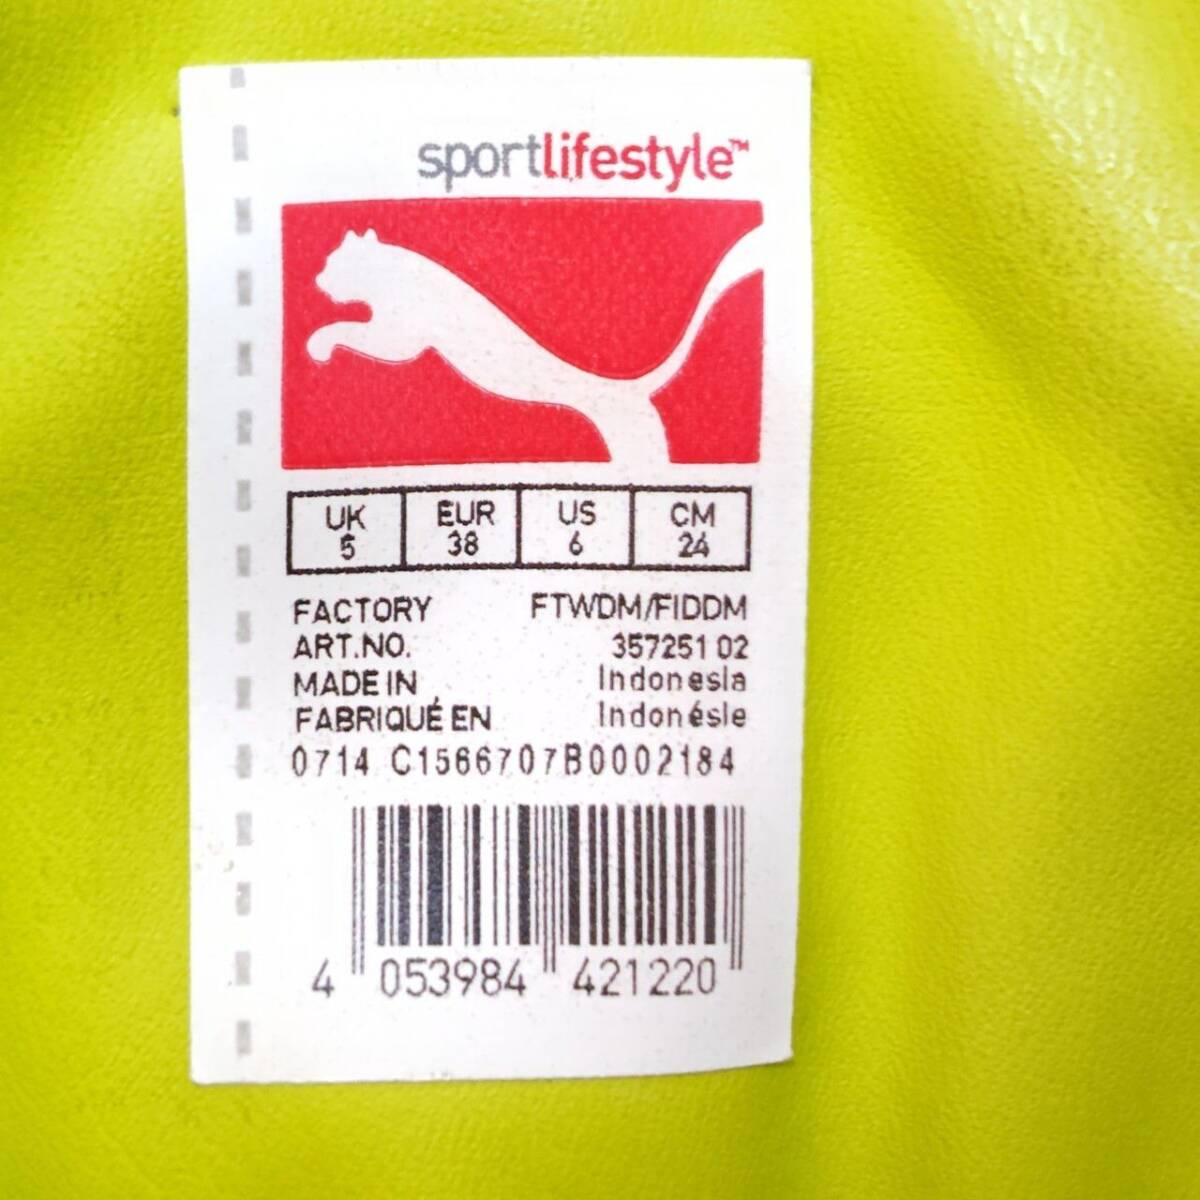 sportlifestyle™
UK EUR US CM
5 38 6 24
FACTORY FTWDM/FIDDM
ART.NO. 357251 02
MADE IN Indonesia
FABRIQUÉ EN Indonésie
0714 C1566707B0002184
4 053984 421220